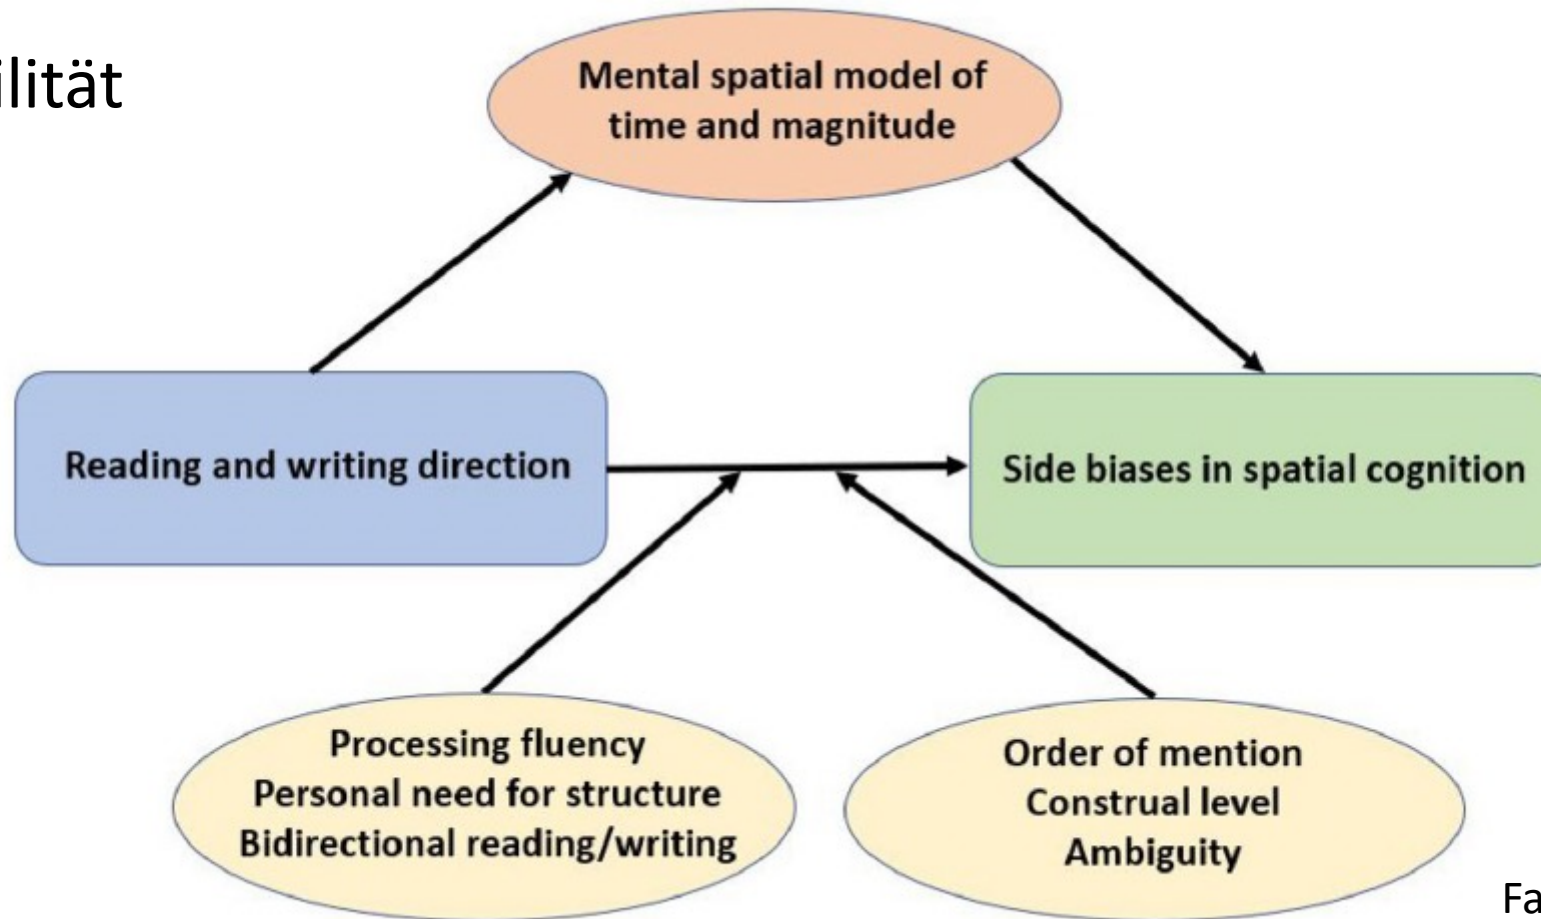 ilität
Mental spatial model of
time and magnitude
Reading and writing direction
Side biases in spatial cognition
Processing fluency
Personal need for structure
Bidirectional reading/writing
Order of mention
Construal level
Ambiguity
Fa